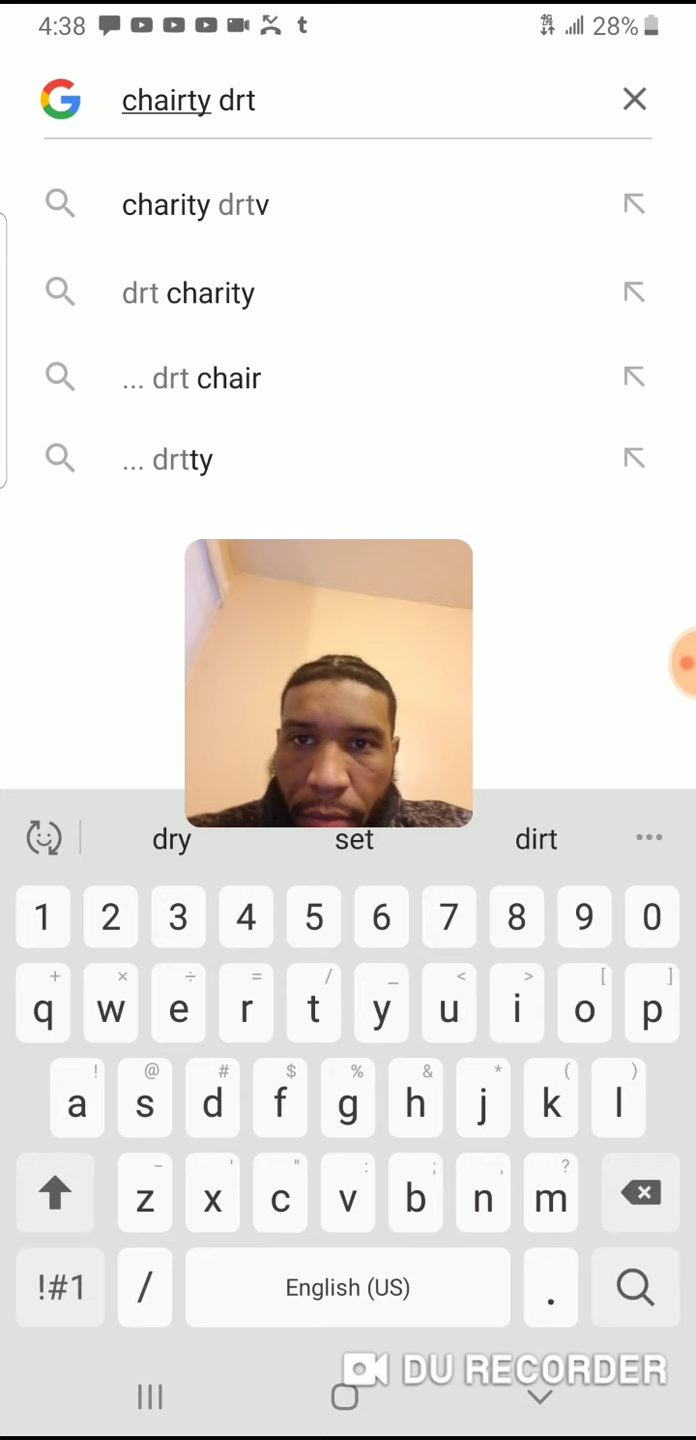 4:38 t 28%
chairty drt
charity drtv
drt charity
... drt chair
... drtty
dry set dirt
1 2 3 4 5 6 7 8 9 0
+ × ÷ = / _ < > [ ]
q w e r t y u i o p
! @ # $ % & * ( )
a s d f g h j k l
- ' " : ; , ?
z x c v b n m
!#1 / English (US) .
DU RECORDER